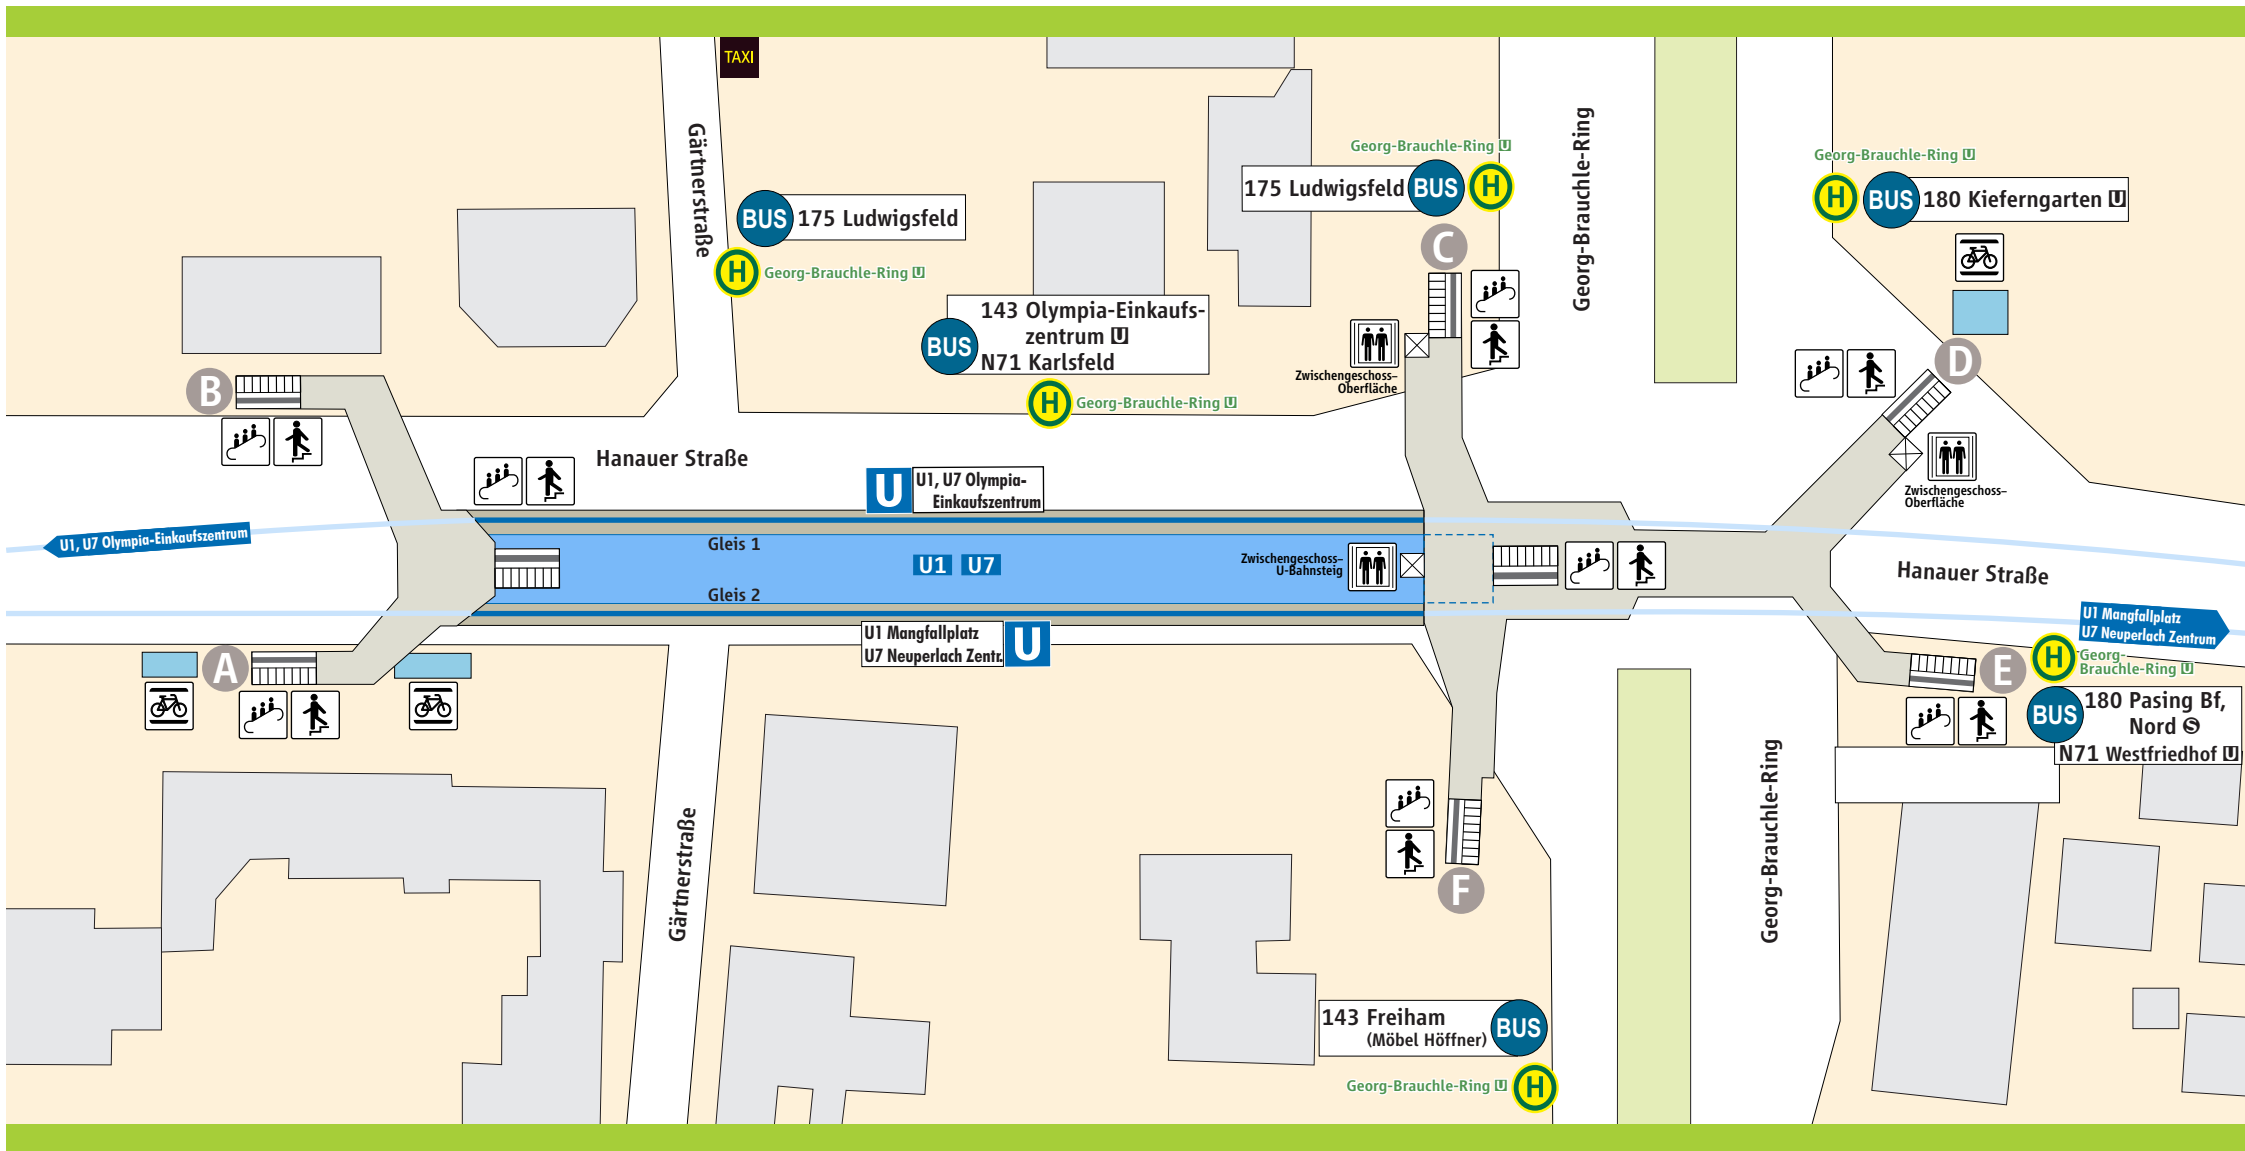 TAXI
Gärtnerstraße
BUS
175 Ludwigsfeld
H
Georg-Brauchle-Ring U
143 Olympia-Einkaufs-
zentrum U
BUS
N71 Karlsfeld
H
Georg-Brauchle-Ring U
Georg-Brauchle-Ring U
175 Ludwigsfeld
BUS
H
C
Zwischengeschoss-
Oberfläche
Georg-Brauchle-Ring
Georg-Brauchle-Ring U
H
BUS
180 Kieferngarten U
D
Zwischengeschoss-
Oberfläche
B
Hanauer Straße
U
U1, U7 Olympia-
Einkaufszentrum
U1, U7 Olympia-Einkaufszentrum
Gleis 1
U1
U7
Gleis 2
Zwischengeschoss-
U-Bahnsteig
Hanauer Straße
U1 Mangfallplatz
U7 Neuperlach Zentrum
U1 Mangfallplatz
U7 Neuperlach Zentr.
U
A
E
H
Georg-
Brauchle-Ring U
BUS
180 Pasing Bf,
Nord S
N71 Westfriedhof U
Gärtnerstraße
F
Georg-Brauchle-Ring
143 Freiham
(Möbel Höffner)
BUS
Georg-Brauchle-Ring U
H